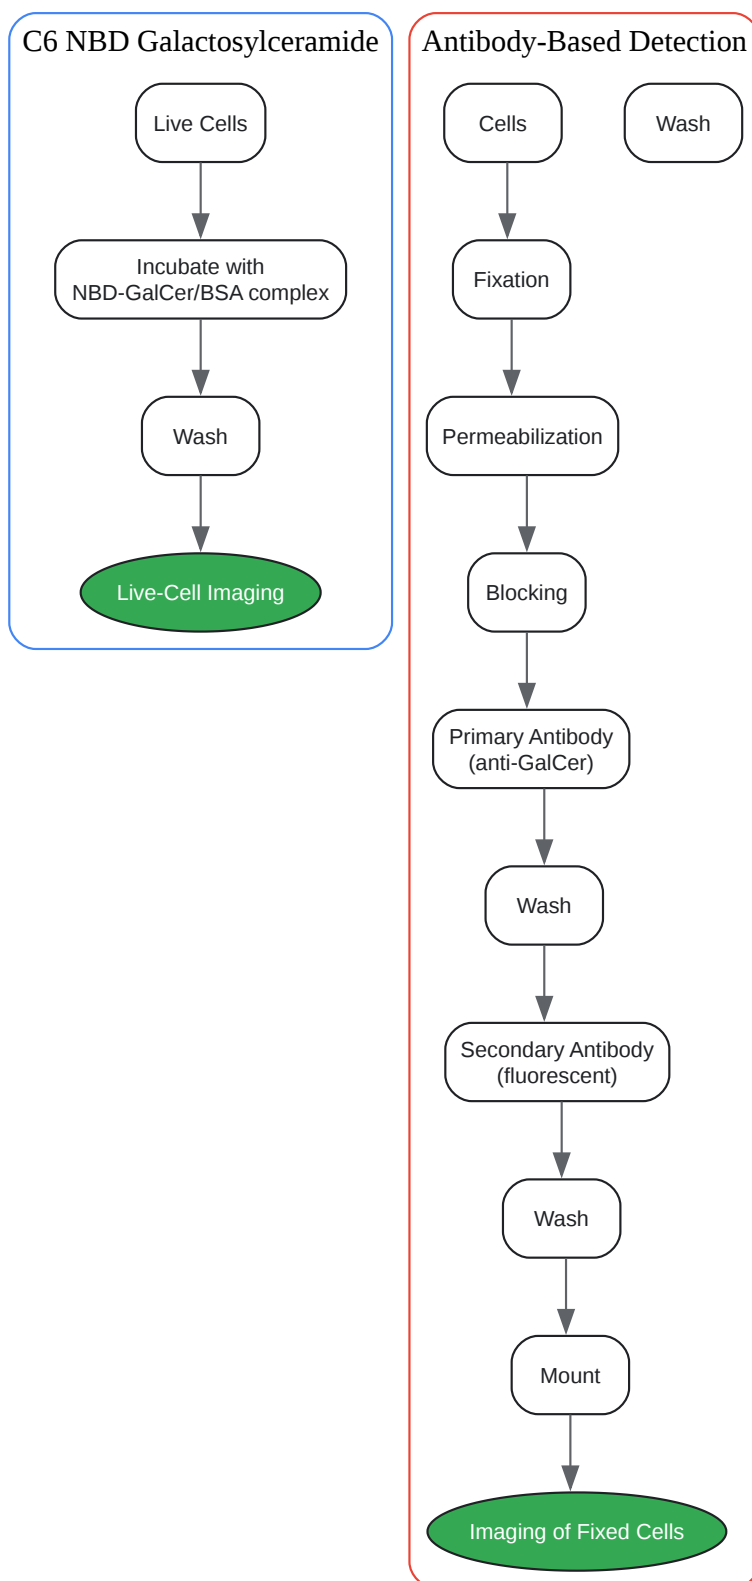 C6 NBD Galactosylceramide
Live Cells
Incubate with
NBD-GalCer/BSA complex
Wash
Live-Cell Imaging
Antibody-Based Detection
Cells
Wash
Fixation
Permeabilization
Blocking
Primary Antibody
(anti-GalCer)
Wash
Secondary Antibody
(fluorescent)
Wash
Mount
Imaging of Fixed Cells